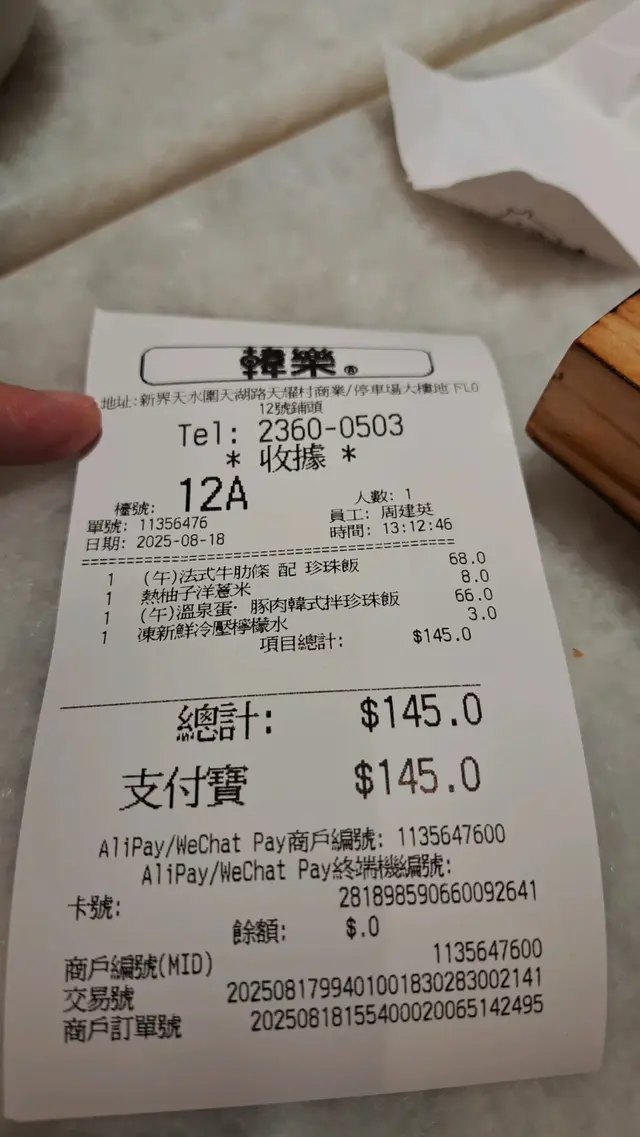 韓樂®
地址:新界天水圍天湖路天耀村商業/停車場大樓地 FLO
12號鋪頭
Tel: 2360-0503
* 收據 *
檯號: 12A 人數: 1
單號: 11356476 員工: 周建英
日期: 2025-08-18 時間: 13:12:46
1 (午)法式牛肋條 配 珍珠飯 68.0
1 熱柚子洋薏米 8.0
1 (午)溫泉蛋· 豚肉韓式拌珍珠飯 66.0
1 凍新鮮冷壓檸檬水 3.0
項目總計: $145.0
總計: $145.0
支付寶 $145.0
AliPay/WeChat Pay商戶編號: 1135647600
AliPay/WeChat Pay終端機編號:
卡號: 281898590660092641
餘額: $.0
商戶編號(MID) 1135647600
交易號 20250817994010018302830​02141
商戶訂單號 20250818155400020065142495